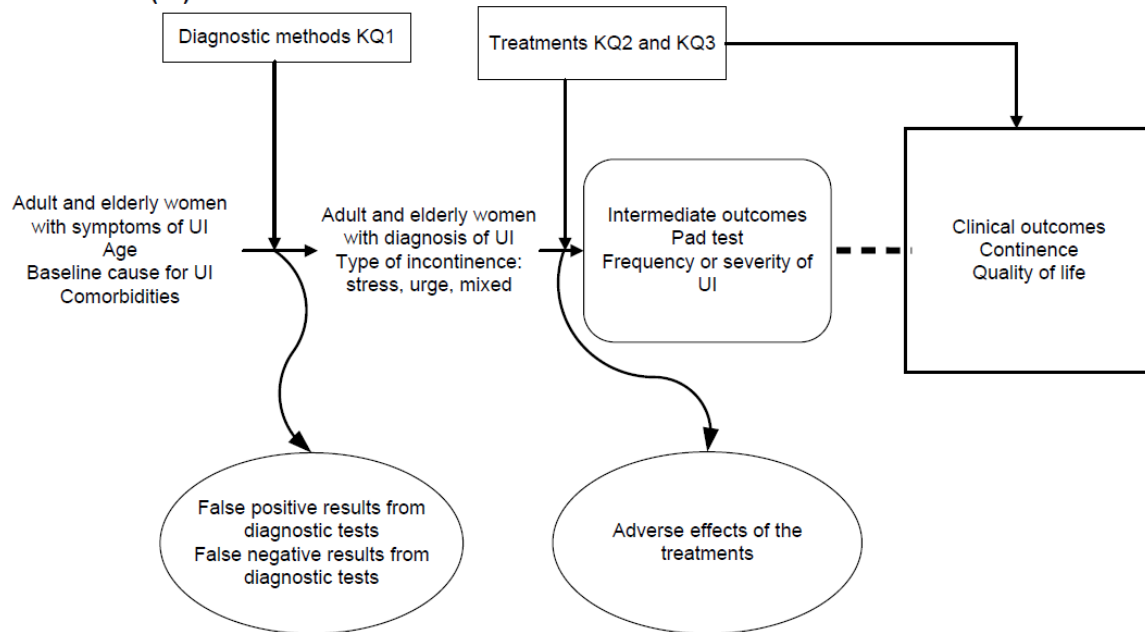 Diagnostic methods KQ1
Treatments KQ2 and KQ3
Adult and elderly women
with symptoms of UI
Age
Baseline cause for UI
Comorbidities
Adult and elderly women
with diagnosis of UI
Type of incontinence:
stress, urge, mixed
Intermediate outcomes
Pad test
Frequency or severity of
UI
Clinical outcomes
Continence
Quality of life
False positive results from
diagnostic tests
False negative results from
diagnostic tests
Adverse effects of the
treatments